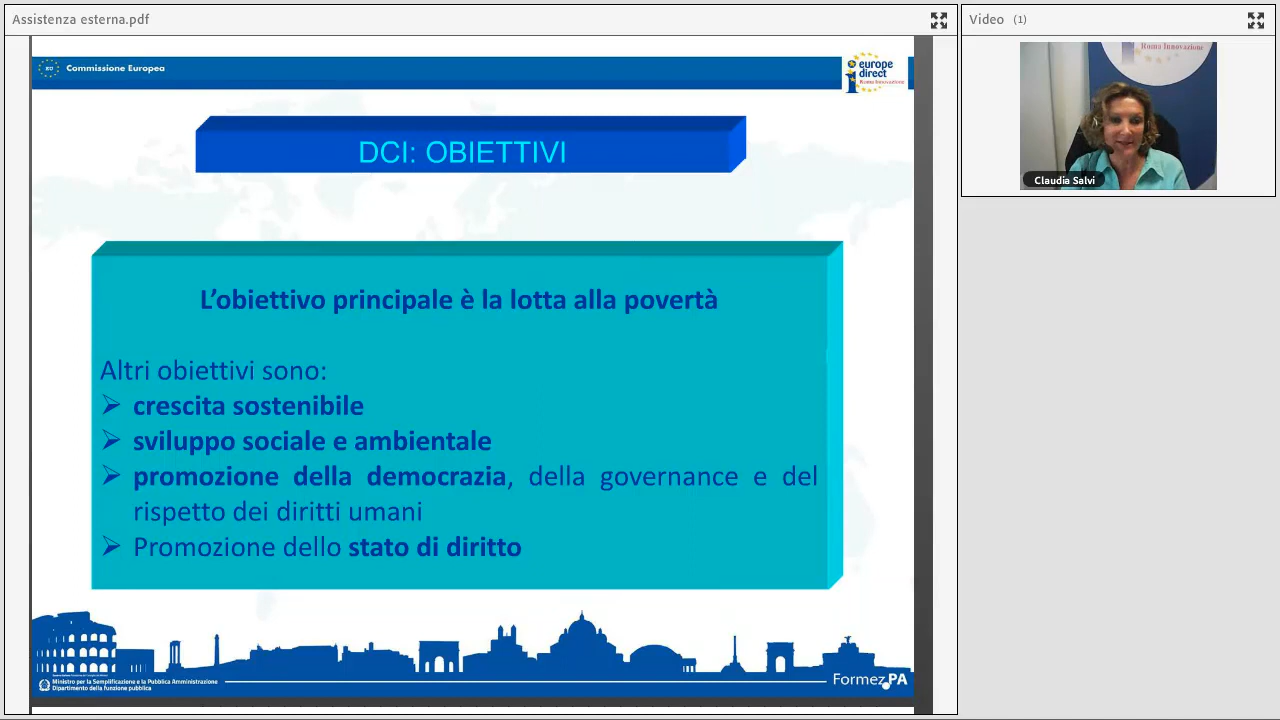 Assistenza esterna.pdf
Video (1)
Commissione Europea
europe
direct
Roma Innovazione
Roma Innovazione
Claudia Salvi
DCI: OBIETTIVI
L’obiettivo principale è la lotta alla povertà
Altri obiettivi sono:
➢ crescita sostenibile
➢ sviluppo sociale e ambientale
➢ promozione della democrazia, della governance e del
rispetto dei diritti umani
➢ Promozione dello stato di diritto
Ministro per la Semplificazione e la Pubblica Amministrazione
Dipartimento della funzione pubblica
FormezPA